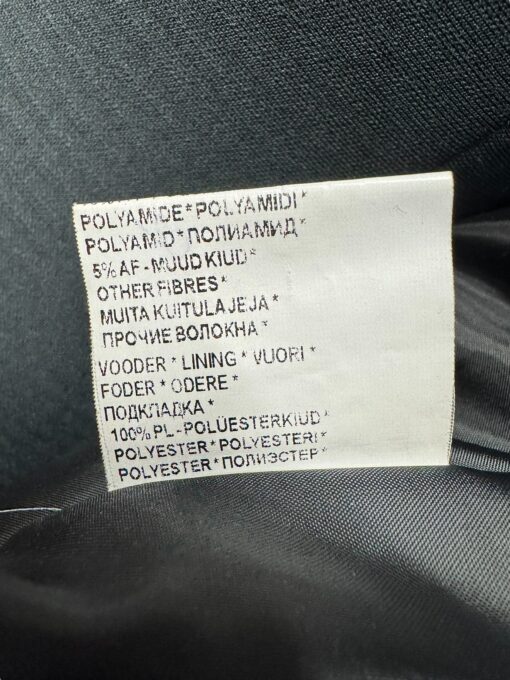 POLYAMIDE*POLYAMIDI*
POLYAMID*ПОЛИАМИД*
5% AF-MUUD KIUD*
OTHER FIBRES*
MUITA KUITULAJEJA*
ПРОЧИЕ ВОЛОКНА*
VOODER* LINING* VUORI*
FODER* ODERE*
ПОДКЛАДКА*
100% PL-POLÜESTERKIUD*
POLYESTER*POLYESTERI*
POLYESTER*ПОЛИЭСТЕР*